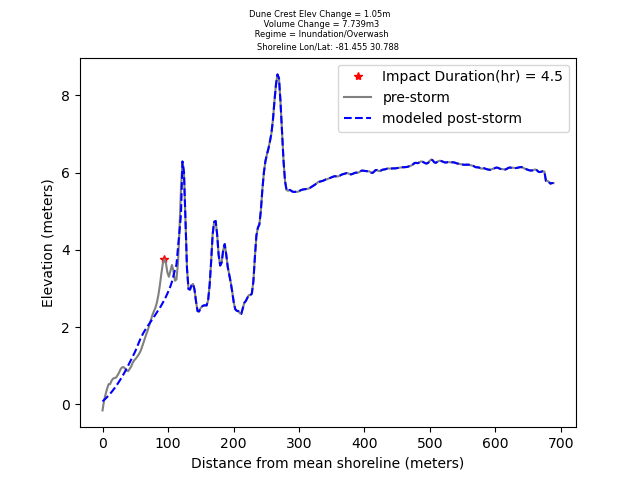 Dune Crest Elev Change = 1.05m
Volume Change = 7.739m3
Regime = Inundation/Overwash
Shoreline Lon/Lat: -81.455 30.788
Impact Duration(hr) = 4.5
pre-storm
modeled post-storm
Elevation (meters)
8
6
4
2
0
0 100 200 300 400 500 600 700
Distance from mean shoreline (meters)